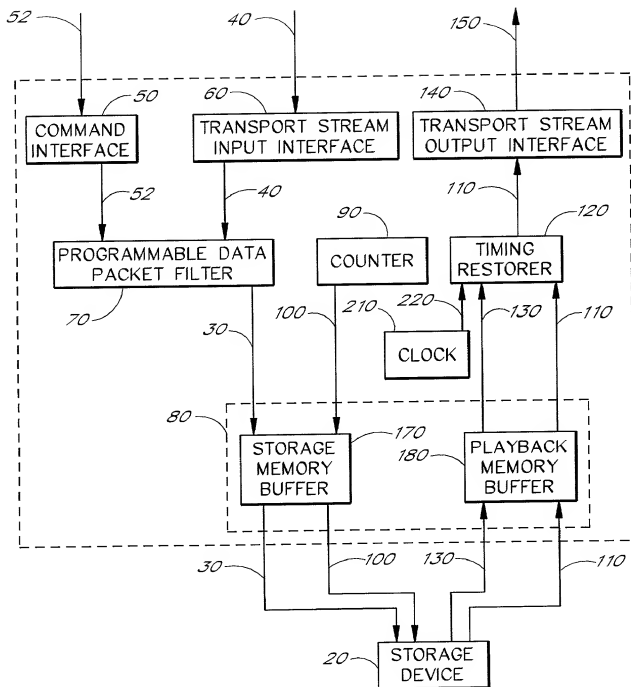 52
40
150
50
60
140
COMMAND
INTERFACE
TRANSPORT STREAM
INPUT INTERFACE
TRANSPORT STREAM
OUTPUT INTERFACE
52
40
110
90
120
PROGRAMMABLE DATA
PACKET FILTER
COUNTER
TIMING
RESTORER
70
30
100
210
220
130
110
CLOCK
80
170
180
STORAGE
MEMORY
BUFFER
PLAYBACK
MEMORY
BUFFER
30
100
130
110
20
STORAGE
DEVICE